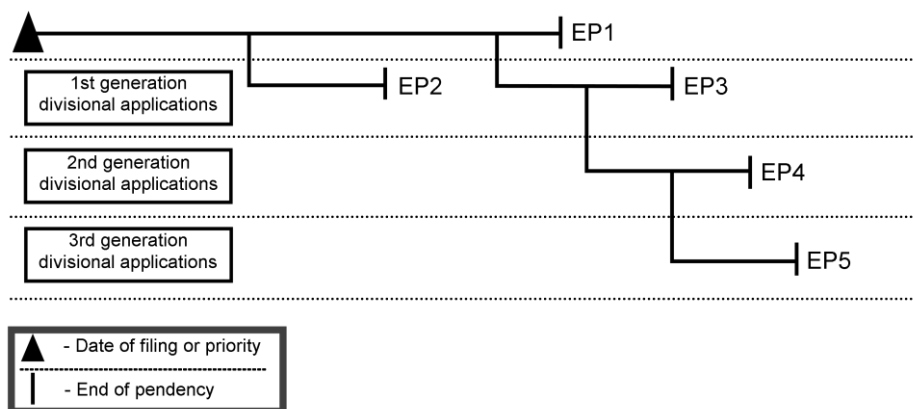 EP1
1st generation
divisional applications
EP2
EP3
2nd generation
divisional applications
EP4
3rd generation
divisional applications
EP5
- Date of filing or priority
- End of pendency